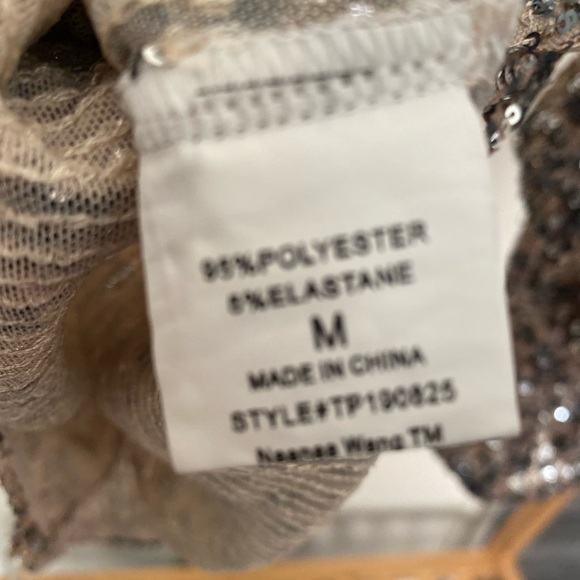 95%POLYESTER
5%ELASTANE
M
MADE IN CHINA
STYLE#TP190825
Wang TM